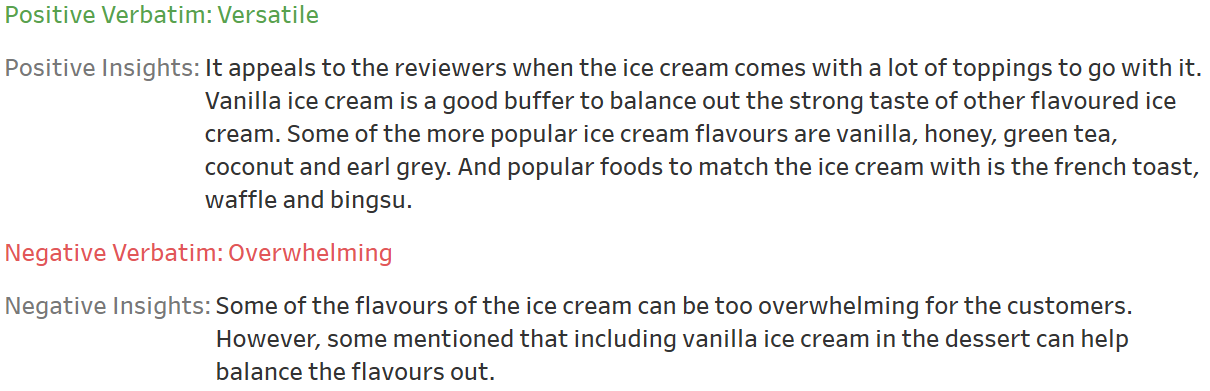 Positive Verbatim: Versatile
Positive Insights: It appeals to the reviewers when the ice cream comes with a lot of toppings to go with it.
Vanilla ice cream is a good buffer to balance out the strong taste of other flavoured ice
cream. Some of the more popular ice cream flavours are vanilla, honey, green tea,
coconut and earl grey. And popular foods to match the ice cream with is the french toast,
waffle and bingsu.
Negative Verbatim: Overwhelming
Negative Insights: Some of the flavours of the ice cream can be too overwhelming for the customers.
However, some mentioned that including vanilla ice cream in the dessert can help
balance the flavours out.